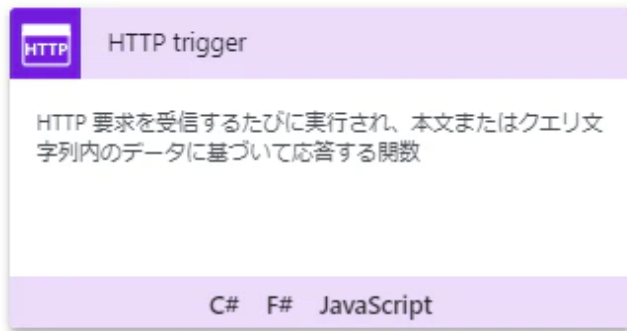 HTTP
HTTP trigger
HTTP 要求を受信するたびに実行され、本文またはクエリ文
字列内のデータに基づいて応答する関数
C# F# JavaScript